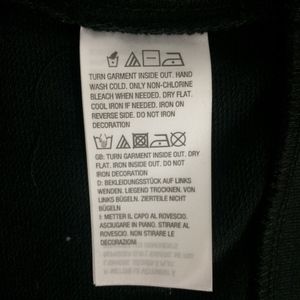 TURN GARMENT INSIDE OUT. HAND
WASH COLD, ONLY NON-CHLORINE
BLEACH WHEN NEEDED. DRY FLAT.
COOL IRON IF NEEDED. IRON ON
REVERSE SIDE. DO NOT IRON
DECORATION
GB: TURN GARMENT INSIDE OUT. DRY
FLAT. IRON INSIDE OUT. DO NOT IRON
DECORATION
D: BEKLEIDUNGSSTÜCK AUF LINKS
WENDEN. LIEGEND TROCKNEN. VON
LINKS BÜGELN. ZIERTEILE NICHT
BÜGELN
I: METTER IL CAPO AL ROVESCIO.
ASCIUGARE IN PIANO. STIRARE AL
ROVESCIO. NON STIRARE LE
DECORAZIONI